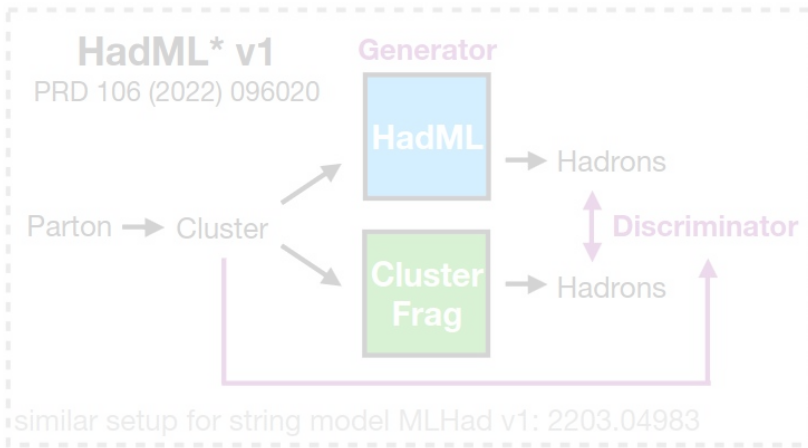 HadML* v1
PRD 106 (2022) 096020
Generator
HadML
Hadrons
Parton
Cluster
Discriminator
Cluster
Frag
Hadrons
similar setup for string model MLHad v1: 2203.04983